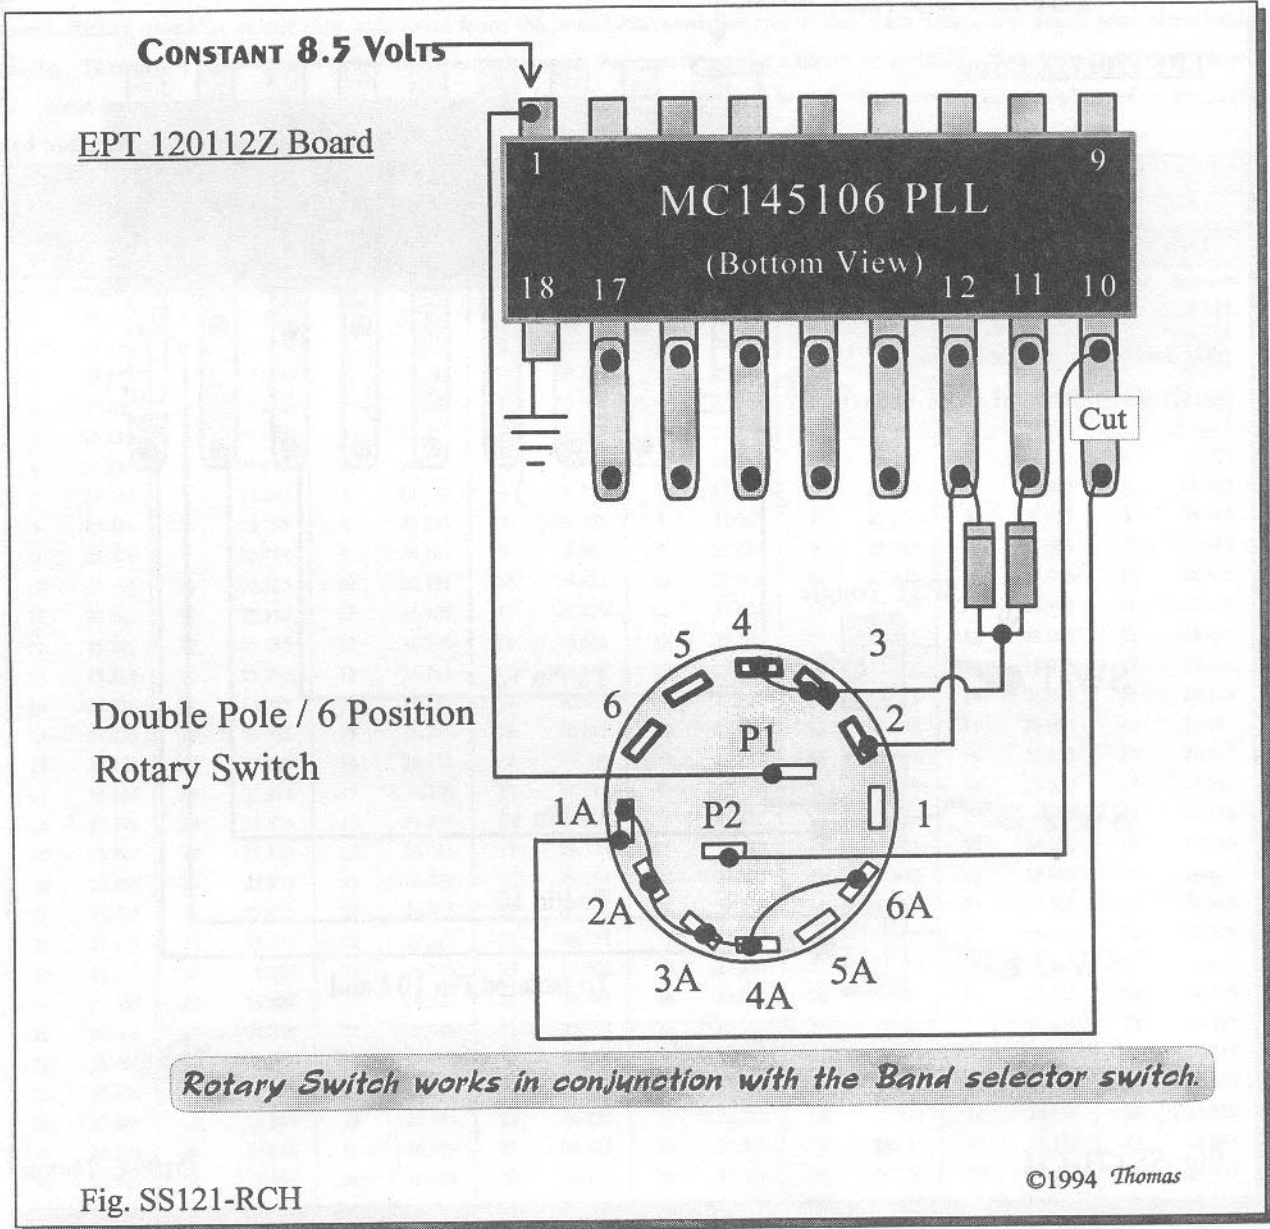 CONSTANT 8.5 VOLTS
EPT 120112Z Board
1 9
MC145106 PLL
(Bottom View)
18 17 12 11 10
Cut
4
5 3
6 2
Double Pole / 6 Position
Rotary Switch
P1
1A P2 1
2A 6A
3A 5A
4A
Rotary Switch works in conjunction with the Band selector switch.
©1994 Thomas
Fig. SS121-RCH